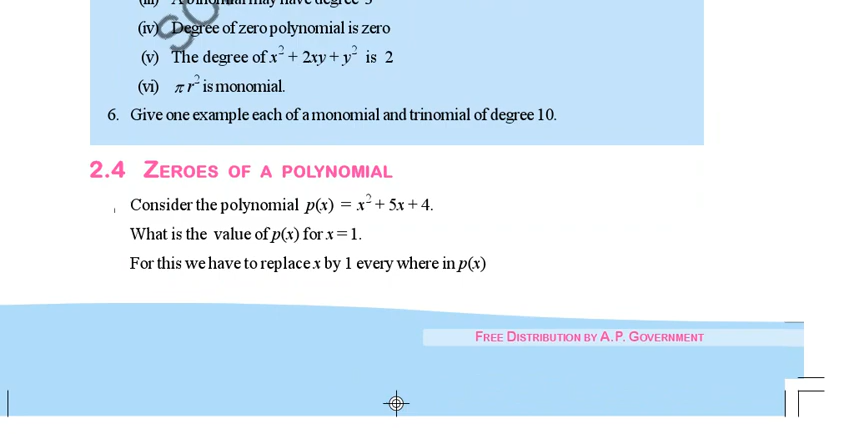 (iv) Degree of zero polynomial is zero
(v) The degree of x² + 2xy + y² is 2
(vi) π r² is monomial.
6. Give one example each of a monomial and trinomial of degree 10.
2.4 ZEROES OF A POLYNOMIAL
Consider the polynomial p(x) = x² + 5x + 4.
What is the value of p(x) for x = 1.
For this we have to replace x by 1 every where in p(x)
FREE DISTRIBUTION BY A.P. GOVERNMENT